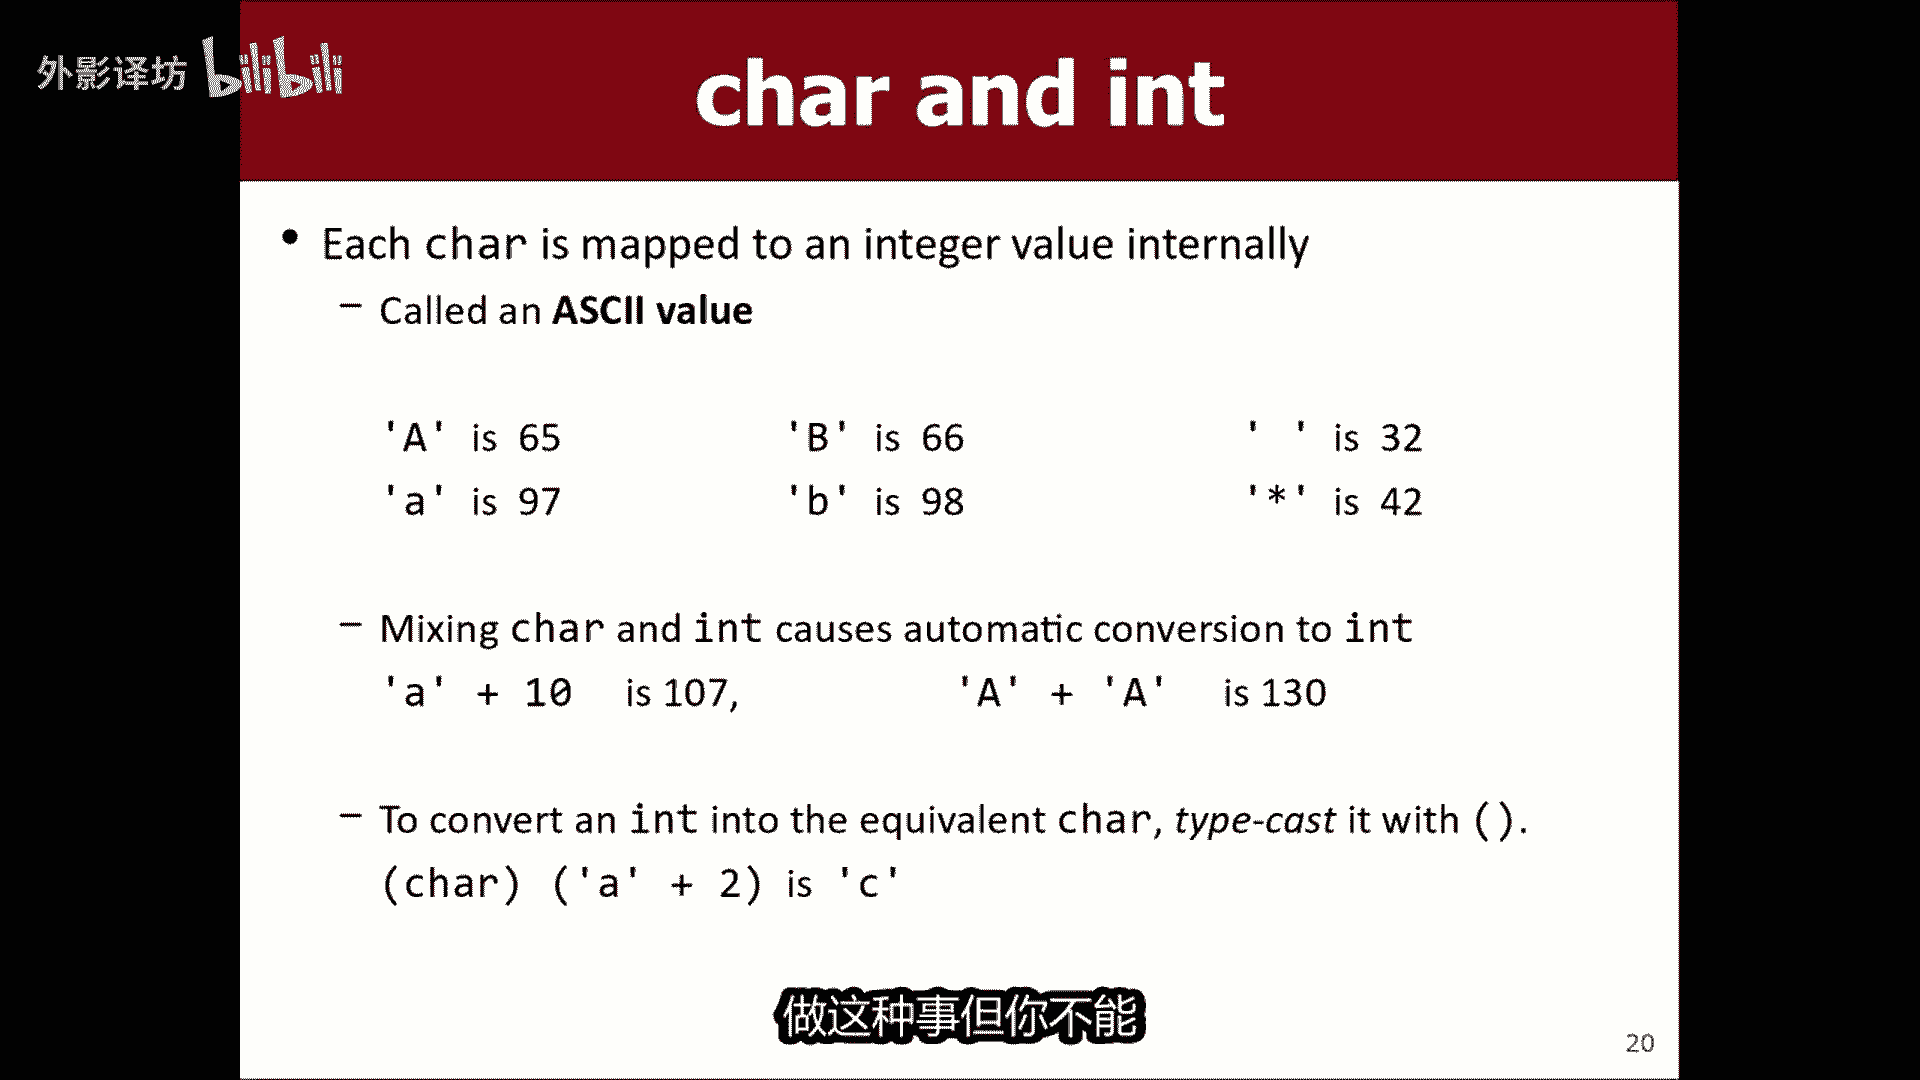 外影译坊 bilibili
char and int
• Each char is mapped to an integer value internally
– Called an ASCII value
'A' is 65 'B' is 66 ' ' is 32
'a' is 97 'b' is 98 '*' is 42
– Mixing char and int causes automatic conversion to int
'a' + 10 is 107, 'A' + 'A' is 130
– To convert an int into the equivalent char, type-cast it with ().
(char) ('a' + 2) is 'c'
做这种事但你不能
20